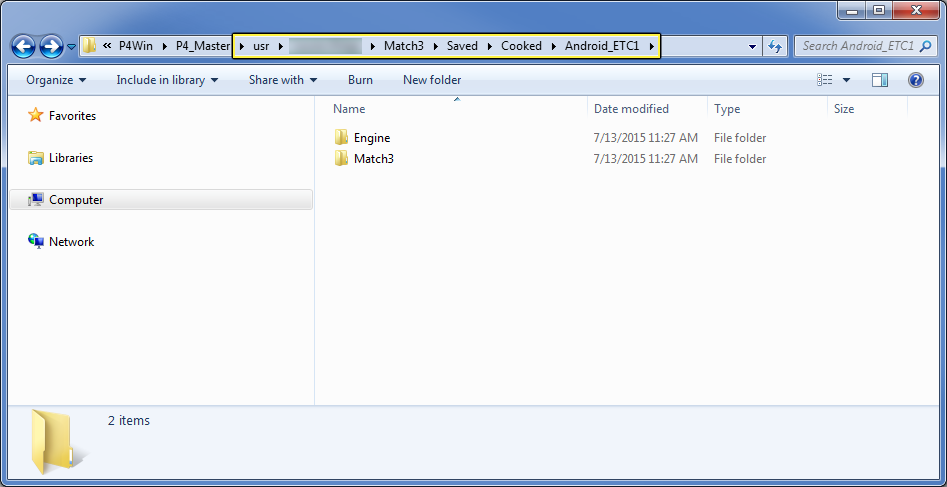 « P4Win P4_Master usr Match3 Saved Cooked Android_ETC1 Search Android_ETC1
Organize Include in library Share with Burn New folder
Favorites
Libraries
Computer
Network
Name Date modified Type Size
Engine 7/13/2015 11:27 AM File folder
Match3 7/13/2015 11:27 AM File folder
2 items